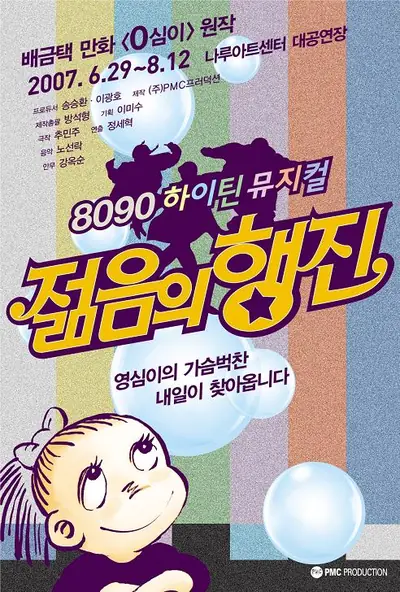 배금택 만화 <O심이> 원작
2007. 6.29~8.12 나루아트센터 대공연장
프로듀서 송승환·이광호 제작 (주)PMC프러덕션
제작총괄 방석형 기획 이미수
극작 추민주 연출 정세혁
음악 노선락
안무 강옥순
8090 하이틴 뮤지컬
젊음의 행진
영심이의 가슴벅찬
내일이 찾아옵니다
PMC PMC PRODUCTION